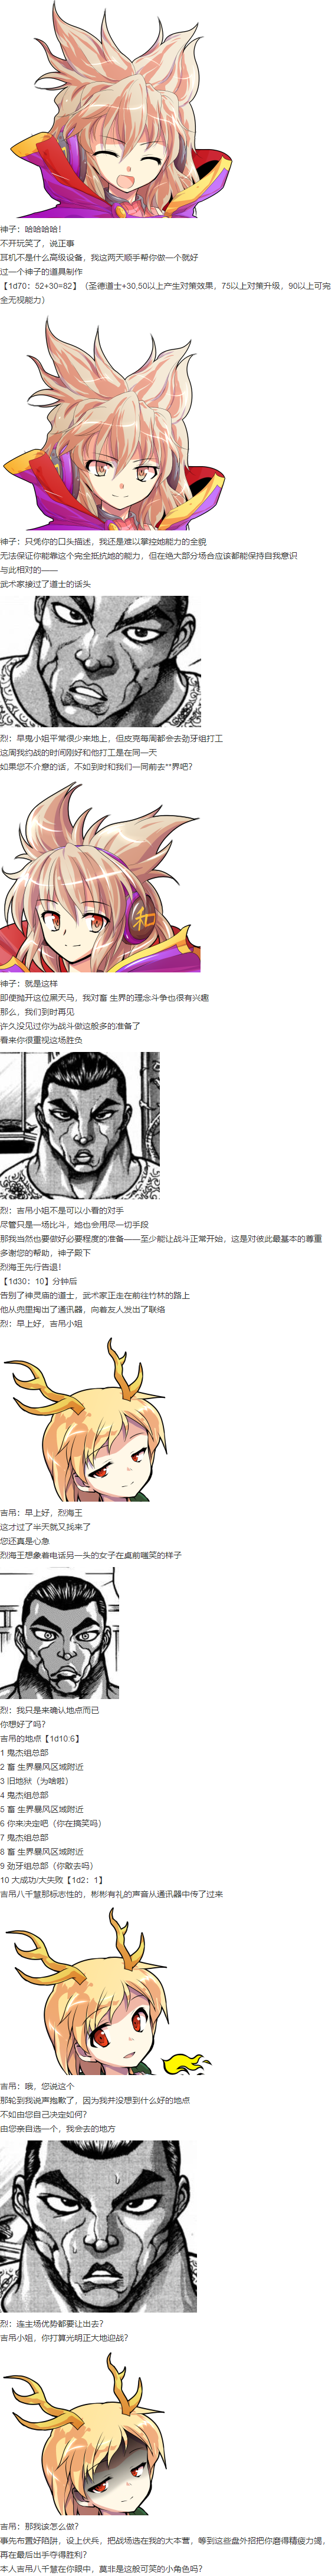 神子：哈哈哈哈！
不开玩笑了，说正事
耳机不是什么高级设备，我这两天顺手帮你做一个就好
过一个神子的道具制作
【1d70：52+30=82】（圣德道士+30,50以上产生对策效果，75以上对策升级，90以上可完
全无视能力）
神子：只凭你的口头描述，我还是难以掌控她能力的全貌
无法保证你能靠这个完全抵抗她的能力，但在绝大部分场合应该都能保持自我意识
与此相对的——
武术家接过了道士的话头
烈：早鬼小姐平常很少来地上，但皮克每周都会去劲牙组打工
这周我约战的时间刚好和他打工是在同一天
如果您不介意的话，不如到时和我们一同前去**界吧？
和
神子：就是这样
即使抛开这位黑天马，我对畜 生界的理念斗争也很有兴趣
那么，我们到时再见
许久没见过你为战斗做这般多的准备了
看来你很重视这场胜负
烈：吉吊小姐不是可以小看的对手
尽管只是一场比斗，她也会用尽一切手段
那我当然也要做好必要程度的准备——至少能让战斗正常开始，这是对彼此最基本的尊重
多谢您的帮助，神子殿下
烈海王先行告退！
【1d30：10】分钟后
告别了神灵庙的道士，武术家正走在前往竹林的路上
他从兜里掏出了通讯器，向着友人发出了联络
烈：早上好，吉吊小姐
吉吊：早上好，烈海王
这才过了半天就又找来了
您还真是心急
烈海王想象着电话另一头的女子在桌前嗤笑的样子
烈：我只是来确认地点而已
你想好了吗？
吉吊的地点【1d10:6】
1 鬼杰组总部
2 畜 生界暴风区域附近
3 旧地狱（为啥啦）
4 鬼杰组总部
5 畜 生界暴风区域附近
6 你来决定吧（你在搞笑吗）
7 鬼杰组总部
8 畜 生界暴风区域附近
9 劲牙组总部（你敢去吗）
10 大成功/大失败【1d2：1】
吉吊八千慧那标志性的，彬彬有礼的声音从通讯器中传了过来
吉吊：哦，您说这个
那轮到我说声抱歉了，因为我并没想到什么好的地点
不如由您自己决定如何？
由您亲自选一个，我会去的地方
烈：连主场优势都要让出去？
吉吊小姐，你打算光明正大地迎战？
吉吊：那我该怎么做？
事先布置好陷阱，设上伏兵，把战场选在我的大本营，等到这些盘外招把你磨得精疲力竭，
再在最后出手夺得胜利？
本人吉吊八千慧在你眼中，莫非是这般可笑的小角色吗？